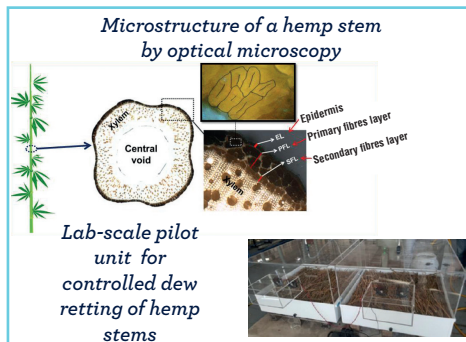 Microstructure of a hemp stem
by optical microscopy
Xylem
Central
void
EL
PFL
SFL
Epidermis
Primary fibres layer
Secondary fibres layer
Xylem
Lab-scale pilot
unit for
controlled dew
retting of hemp
stems